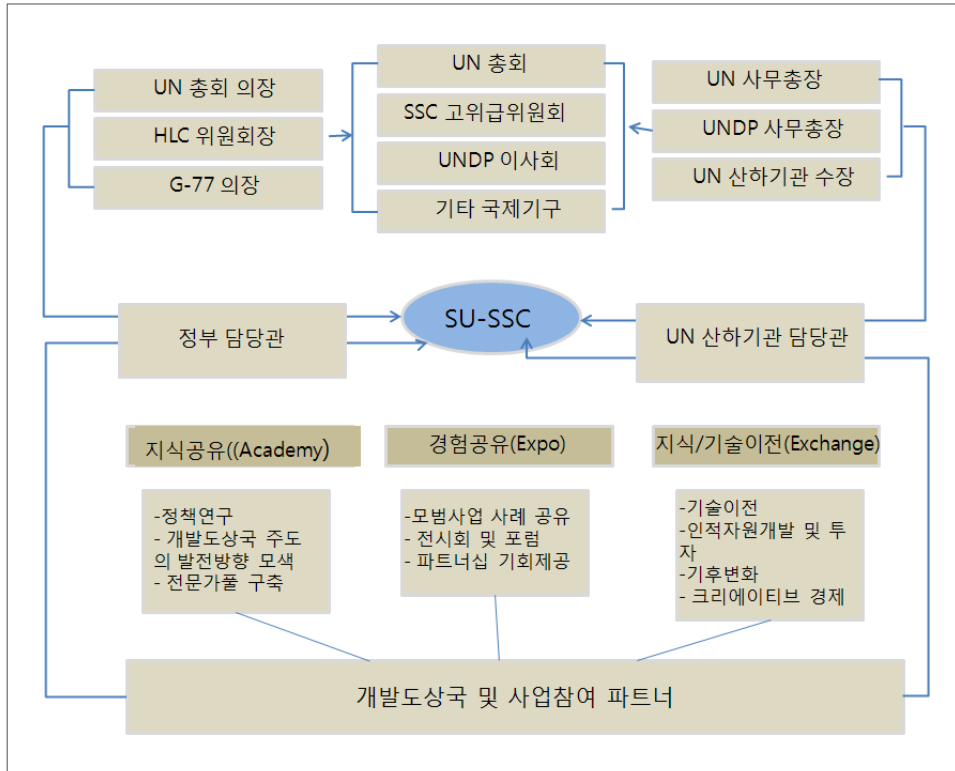 UN 총회 의장
HLC 위원회장
G-77 의장
UN 총회
SSC 고위급위원회
UNDP 이사회
기타 국제기구
UN 사무총장
UNDP 사무총장
UN 산하기관 수장
정부 담당관
SU-SSC
UN 산하기관 담당관
지식공유((Academy)
경험공유(Expo)
지식/기술이전(Exchange)
-정책연구
- 개발도상국 주도
의 발전방향 모색
- 전문가풀 구축
-모범사업 사례 공유
- 전시회 및 포럼
- 파트너십 기회제공
-기술이전
-인적자원개발 및 투
자
-기후변화
- 크리에이티브 경제
개발도상국 및 사업참여 파트너